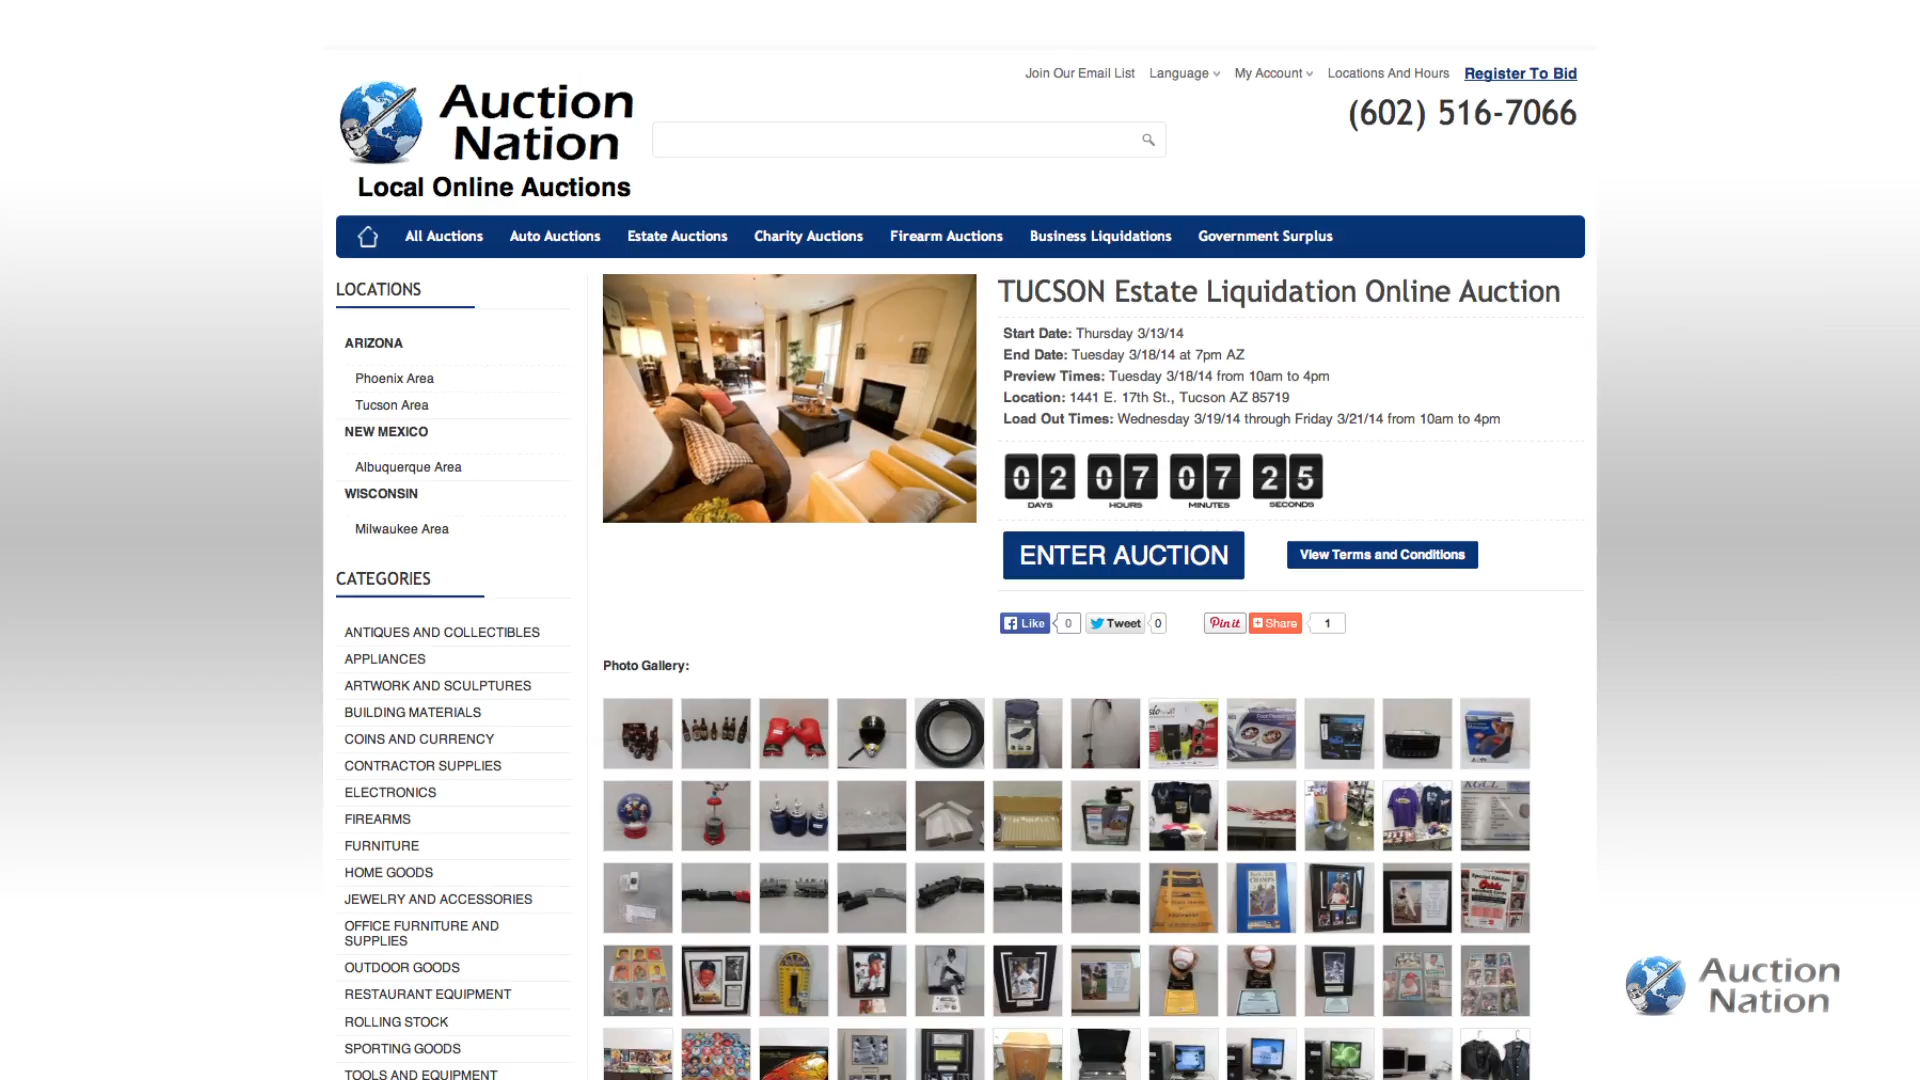 Join Our Email List
Language
My Account
Locations And Hours
Register To Bid
(602) 516-7066
Auction
Nation
Local Online Auctions
All Auctions
Auto Auctions
Estate Auctions
Charity Auctions
Firearm Auctions
Business Liquidations
Government Surplus
LOCATIONS
ARIZONA
Phoenix Area
Tucson Area
NEW MEXICO
Albuquerque Area
WISCONSIN
Milwaukee Area
CATEGORIES
ANTIQUES AND COLLECTIBLES
APPLIANCES
ARTWORK AND SCULPTURES
BUILDING MATERIALS
COINS AND CURRENCY
CONTRACTOR SUPPLIES
ELECTRONICS
FIREARMS
FURNITURE
HOME GOODS
JEWELRY AND ACCESSORIES
OFFICE FURNITURE AND
SUPPLIES
OUTDOOR GOODS
RESTAURANT EQUIPMENT
ROLLING STOCK
SPORTING GOODS
TOOLS AND EQUIPMENT
TUCSON Estate Liquidation Online Auction
Start Date: Thursday 3/13/14
End Date: Tuesday 3/18/14 at 7pm AZ
Preview Times: Tuesday 3/18/14 from 10am to 4pm
Location: 1441 E. 17th St., Tucson AZ 85719
Load Out Times: Wednesday 3/19/14 through Friday 3/21/14 from 10am to 4pm
02 07 07 25
DAYS HOURS MINUTES SECONDS
ENTER AUCTION
View Terms and Conditions
Like 0 Tweet 0 Pin it Share 1
Photo Gallery:
Auction
Nation